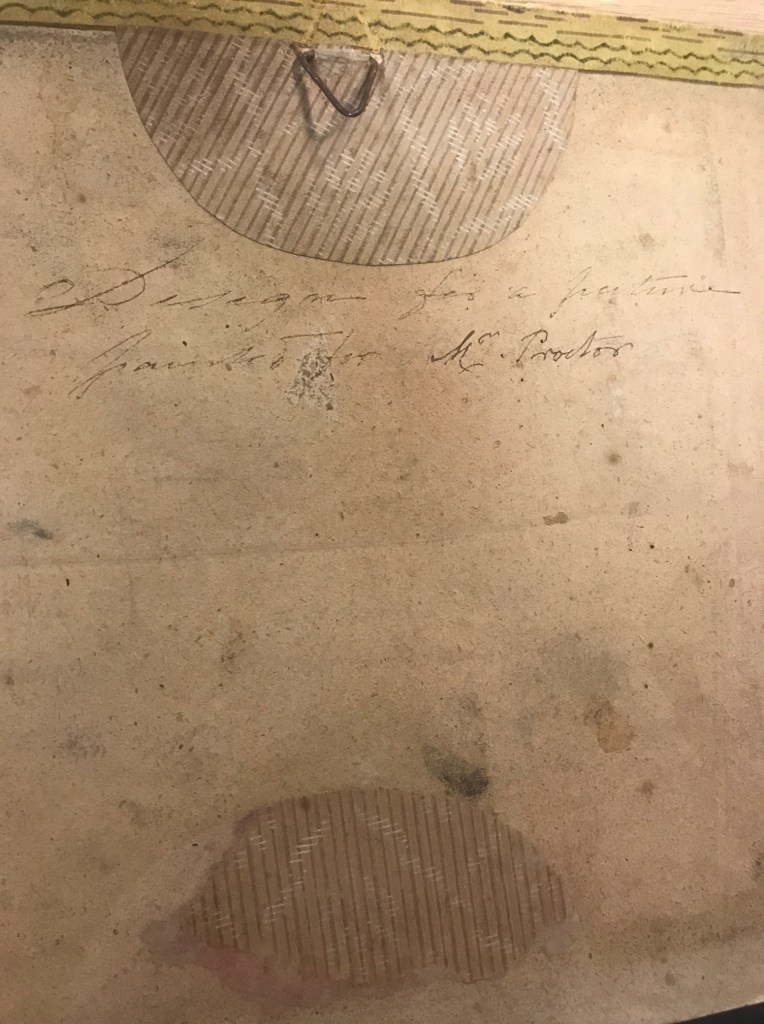 Design for a picture
painted for Mr. Proctor